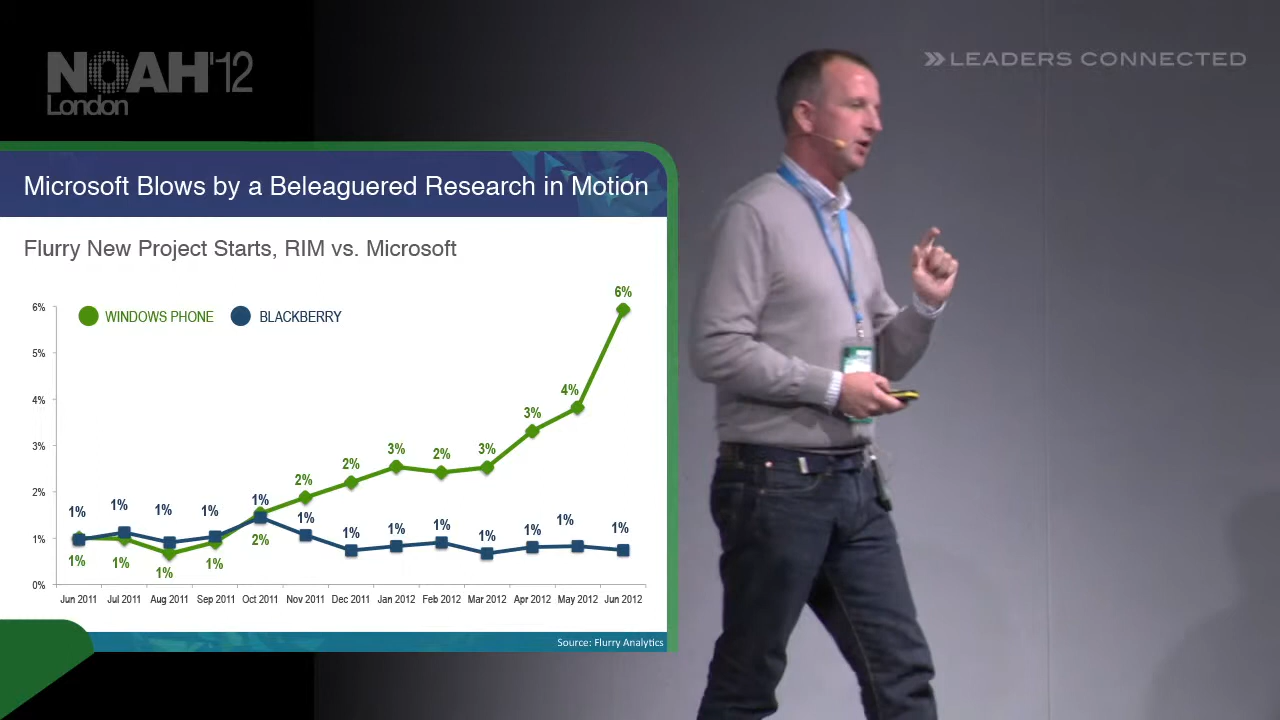 NOAH'12
London
LEADERS CONNECTED
Microsoft Blows by a Beleaguered Research in Motion
Flurry New Project Starts, RIM vs. Microsoft
WINDOWS PHONE
BLACKBERRY
6%
5%
4%
3%
2%
1%
0%
1% 1% 1% 1% 2% 2% 2% 3% 2% 3% 3% 4% 6%
1% 1% 1% 1% 1% 1% 1% 1% 1% 1% 1% 1% 1%
Jun 2011 Jul 2011 Aug 2011 Sep 2011 Oct 2011 Nov 2011 Dec 2011 Jan 2012 Feb 2012 Mar 2012 Apr 2012 May 2012 Jun 2012
Source: Flurry Analytics